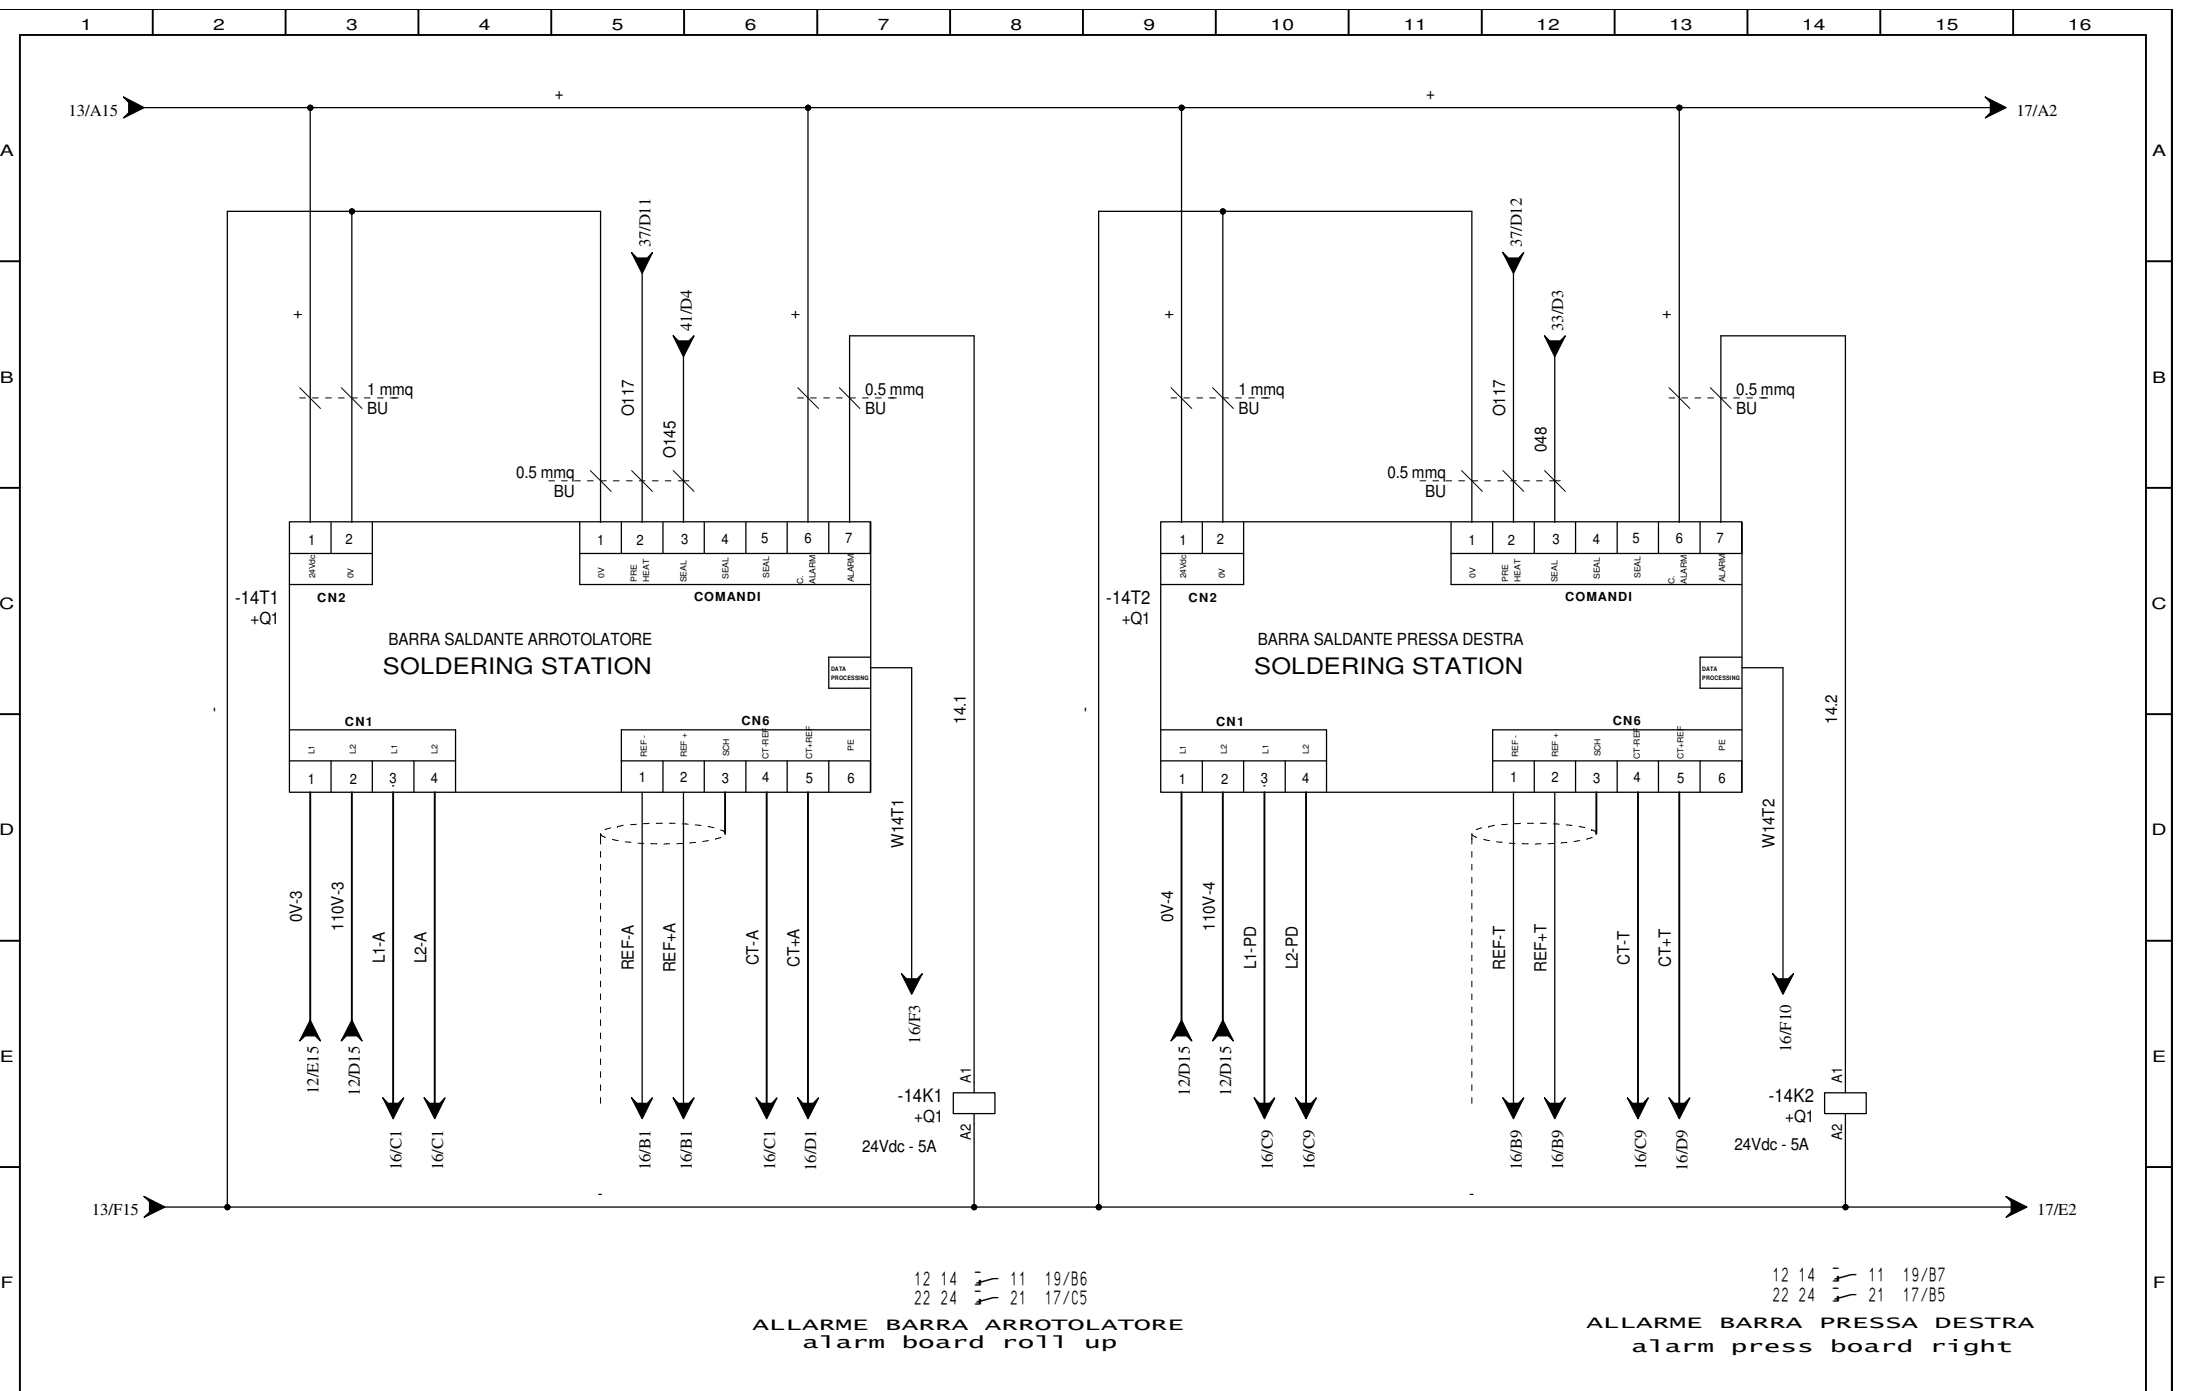 1 2 3 4 5 6 7 8 9 10 11 12 13 14 15 16
13/A15
+
+
17/A2
A
A
37/D11
37/D12
41/D4
33/D3
+
+
+
+
B
B
1 mmq
BU
O117
O145
0.5 mmq
BU
1 mmq
BU
O117
048
0.5 mmq
BU
0.5 mmq
BU
0.5 mmq
BU
1 2
1 2 3 4 5 6 7
24Vdc
0V
0V
PRE HEAT
SEAL
SEAL
SEAL
C. ALARM
ALARM
CN2
COMANDI
-14T1
+Q1
BARRA SALDANTE ARROTOLATORE
SOLDERING STATION
DATA
PROCESSING
CN1
CN6
L1
L2
L1
L2
REF -
REF +
SCH
CT-REF
CT+REF
PE
1 2 3 4
1 2 3 4 5 6
1 2
1 2 3 4 5 6 7
24Vdc
0V
0V
PRE HEAT
SEAL
SEAL
SEAL
C. ALARM
ALARM
CN2
COMANDI
-14T2
+Q1
BARRA SALDANTE PRESSA DESTRA
SOLDERING STATION
DATA
PROCESSING
CN1
CN6
L1
L2
L1
L2
REF -
REF +
SCH
CT-REF
CT+REF
PE
1 2 3 4
1 2 3 4 5 6
C
C
-
14.1
-
14.2
D
D
W14T1
W14T2
0V-3
110V-3
L1-A
L2-A
REF-A
REF+A
CT-A
CT+A
0V-4
110V-4
L1-PD
L2-PD
REF-T
REF+T
CT-T
CT+T
E
E
12/E15
12/D15
16/C1
16/C1
16/B1
16/B1
16/C1
16/D1
16/F3
A1
-14K1
+Q1
A2
24Vdc - 5A
12/D15
12/D15
16/C9
16/C9
16/B9
16/B9
16/C9
16/D9
16/F10
A1
-14K2
+Q1
A2
24Vdc - 5A
13/F15
-
-
17/E2
F
F
12 14 11 19/B6
22 24 21 17/C5
ALLARME BARRA ARROTOLATORE
alarm board roll up
12 14 11 19/B7
22 24 21 17/B5
ALLARME BARRA PRESSA DESTRA
alarm press board right